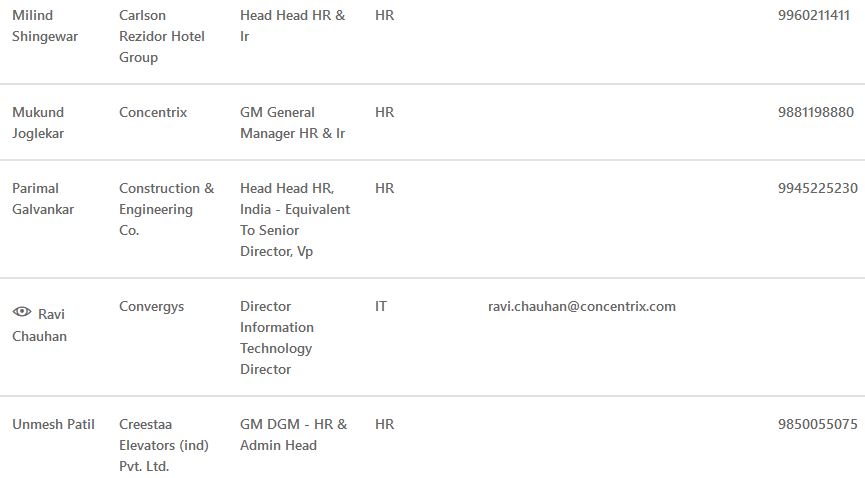 Milind Carlson Head Head HR & HR 9960211411
Shingewar Rezidor Hotel Ir
Group
Mukund Concentrix GM General HR 9881198880
Joglekar Manager HR & Ir
Parimal Construction & Head Head HR, HR 9945225230
Galvankar Engineering India - Equivalent
Co. To Senior
Director, Vp
Ravi Convergys Director IT ravi.chauhan@concentrix.com
Chauhan Information
Technology
Director
Unmesh Patil Creestaa GM DGM - HR & HR 9850055075
Elevators (ind) Admin Head
Pvt. Ltd.